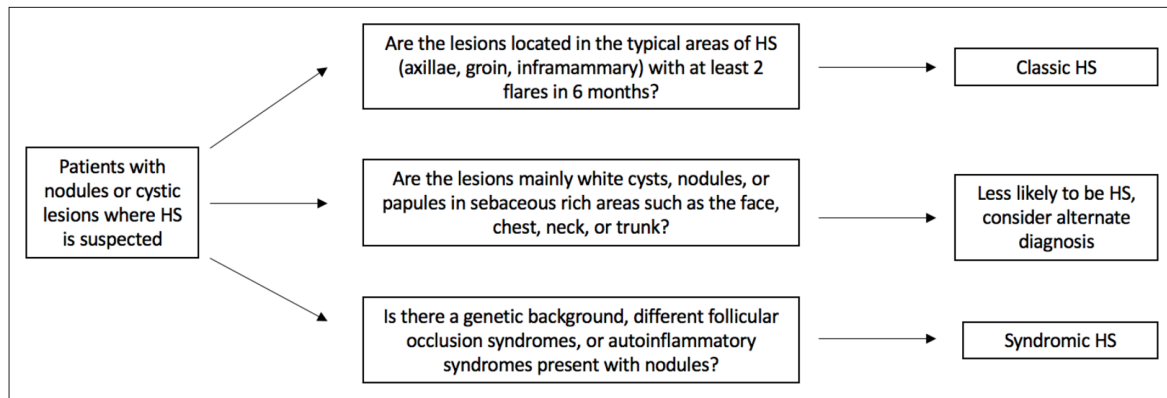 Patients with
nodules or cystic
lesions where HS
is suspected
Are the lesions located in the typical areas of HS
(axillae, groin, inframammary) with at least 2
flares in 6 months?
Classic HS
Are the lesions mainly white cysts, nodules, or
papules in sebaceous rich areas such as the face,
chest, neck, or trunk?
Less likely to be HS,
consider alternate
diagnosis
Is there a genetic background, different follicular
occlusion syndromes, or autoinflammatory
syndromes present with nodules?
Syndromic HS